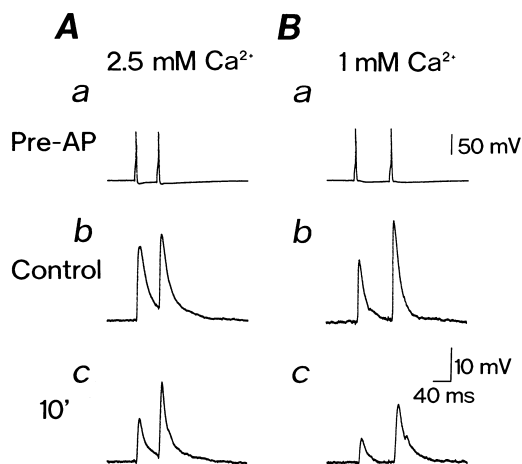 A B
2.5 mM Ca²⁺ 1 mM Ca²⁺
a a
Pre-AP 50 mV
b b
Control
c c 10 mV
40 ms
10'